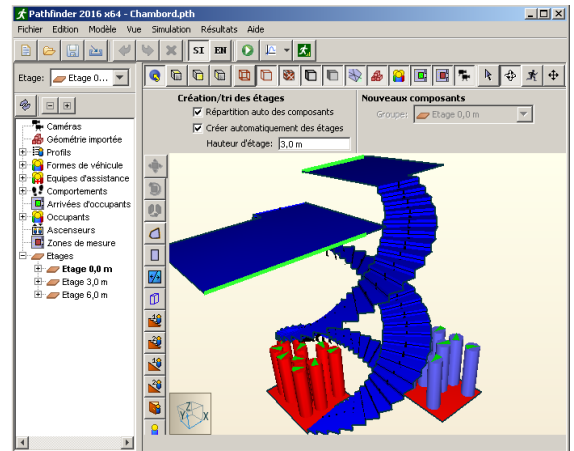 Pathfinder 2016 x64 - Chambord.pth
Fichier Edition Modèle Vue Simulation Résultats Aide
SI EN
Etage: Etage 0...
Création/tri des étages
Répartition auto des composants
Créer automatiquement des étages
Hauteur d'étage: 3,0 m
Nouveaux composants
Groupe: Etage 0,0 m
Caméras
Géométrie importée
Profils
Formes de véhicule
Equipes d'assistance
Comportements
Arrivées d'occupants
Occupants
Ascenseurs
Zones de mesure
Etages
Etage 0,0 m
Etage 3,0 m
Etage 6,0 m
Z
Y X